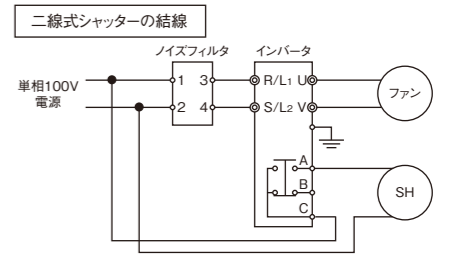 二線式シャッターの結線
ノイズフィルタ インバータ
単相100V
電源
1 3 R/L1 U ファン
2 4 S/L2 V
A
B SH
C